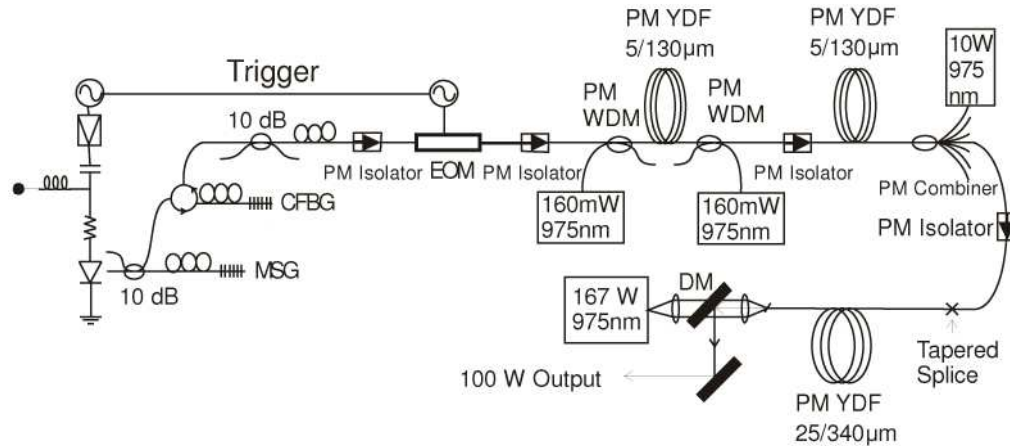 PM YDF
5/130µm
PM YDF
5/130µm
10W
975
nm
Trigger
PM
WDM
PM
WDM
10 dB
PM Isolator
EOM
PM Isolator
PM Isolator
PM Combiner
CFBG
160mW
975nm
160mW
975nm
PM Isolator
MSG
10 dB
167 W
975nm
DM
Tapered
Splice
100 W Output
PM YDF
25/340µm